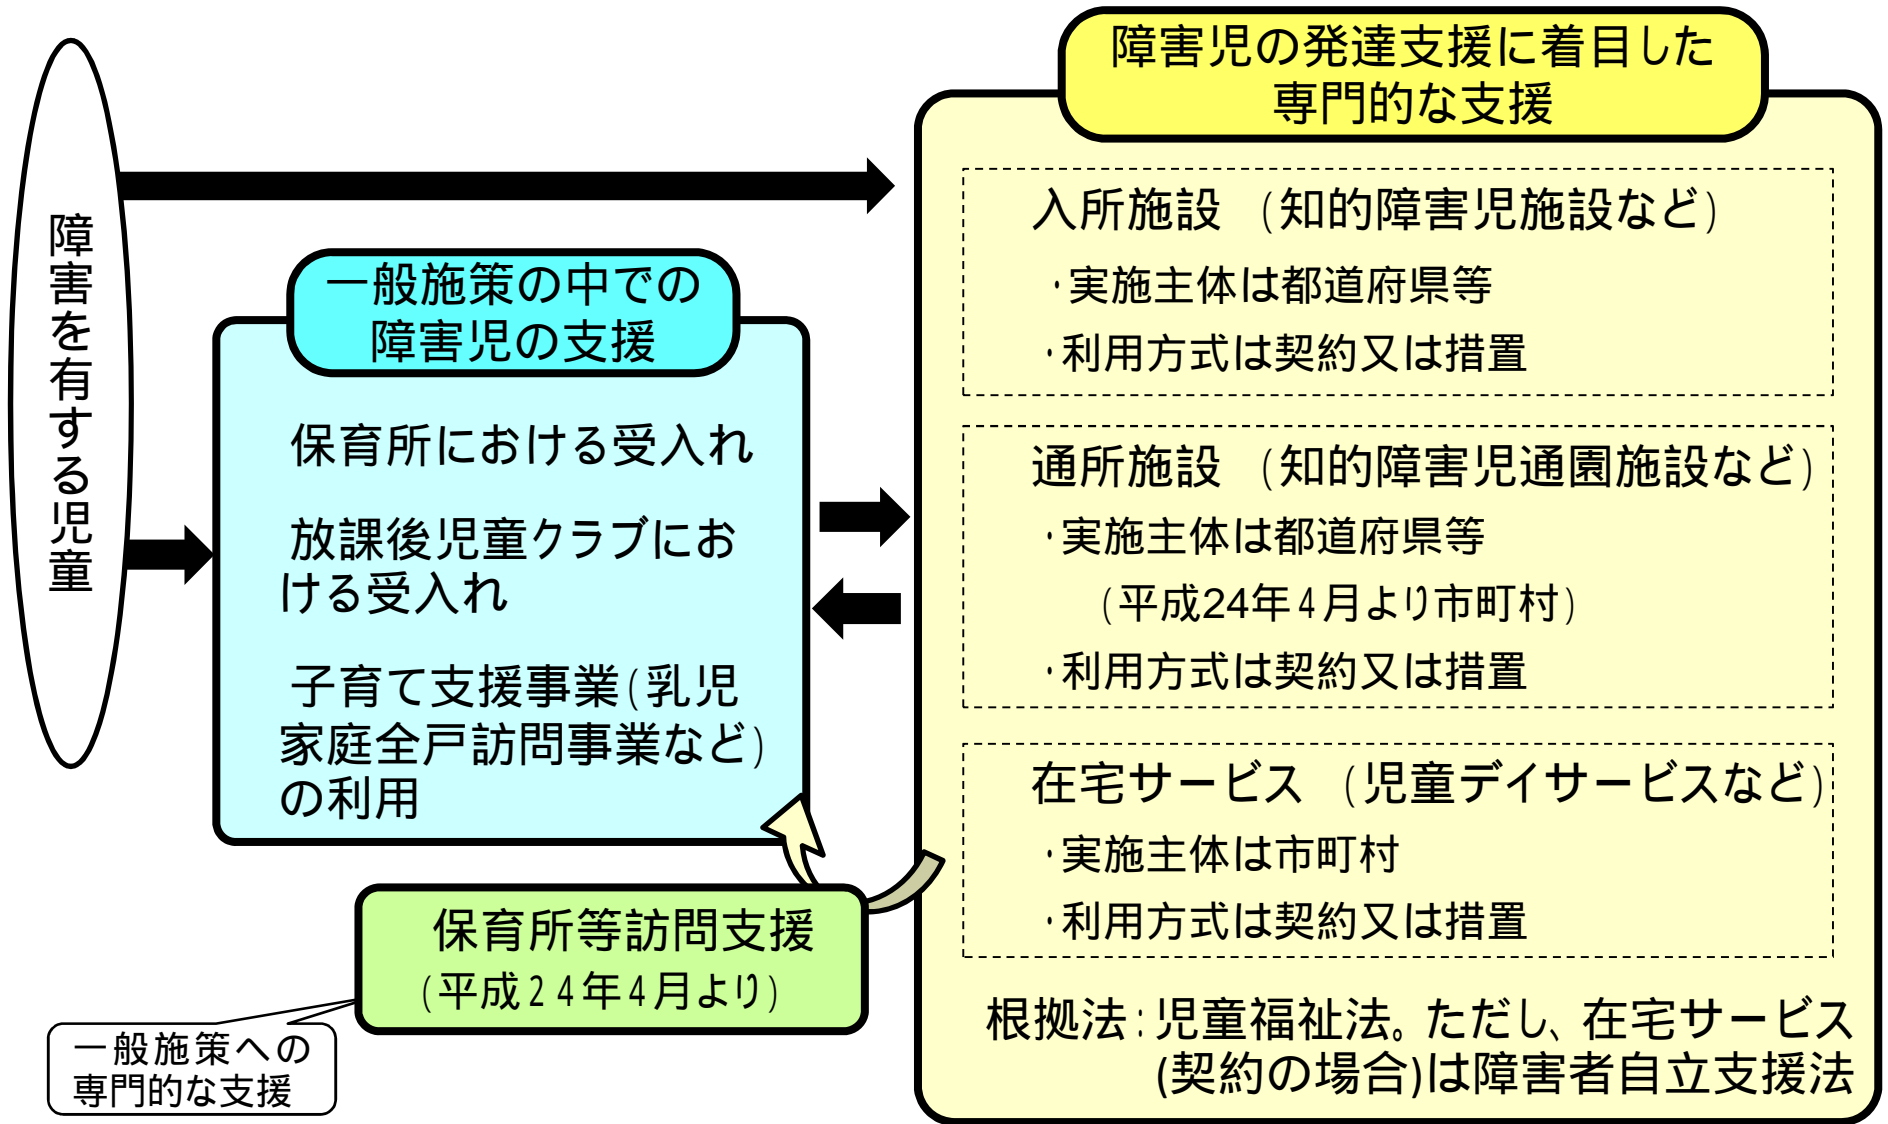 障害を有する児童
一般施策の中での
障害児の支援
保育所における受入れ
放課後児童クラブにお
ける受入れ
子育て支援事業(乳児
家庭全戸訪問事業など)
の利用
保育所等訪問支援
(平成24年4月より)
一般施策への
専門的な支援
障害児の発達支援に着目した
専門的な支援
入所施設 (知的障害児施設など)
・実施主体は都道府県等
・利用方式は契約又は措置
通所施設 (知的障害児通園施設など)
・実施主体は都道府県等
(平成24年4月より市町村)
・利用方式は契約又は措置
在宅サービス (児童デイサービスなど)
・実施主体は市町村
・利用方式は契約又は措置
根拠法:児童福祉法。ただし、在宅サービス
(契約の場合)は障害者自立支援法